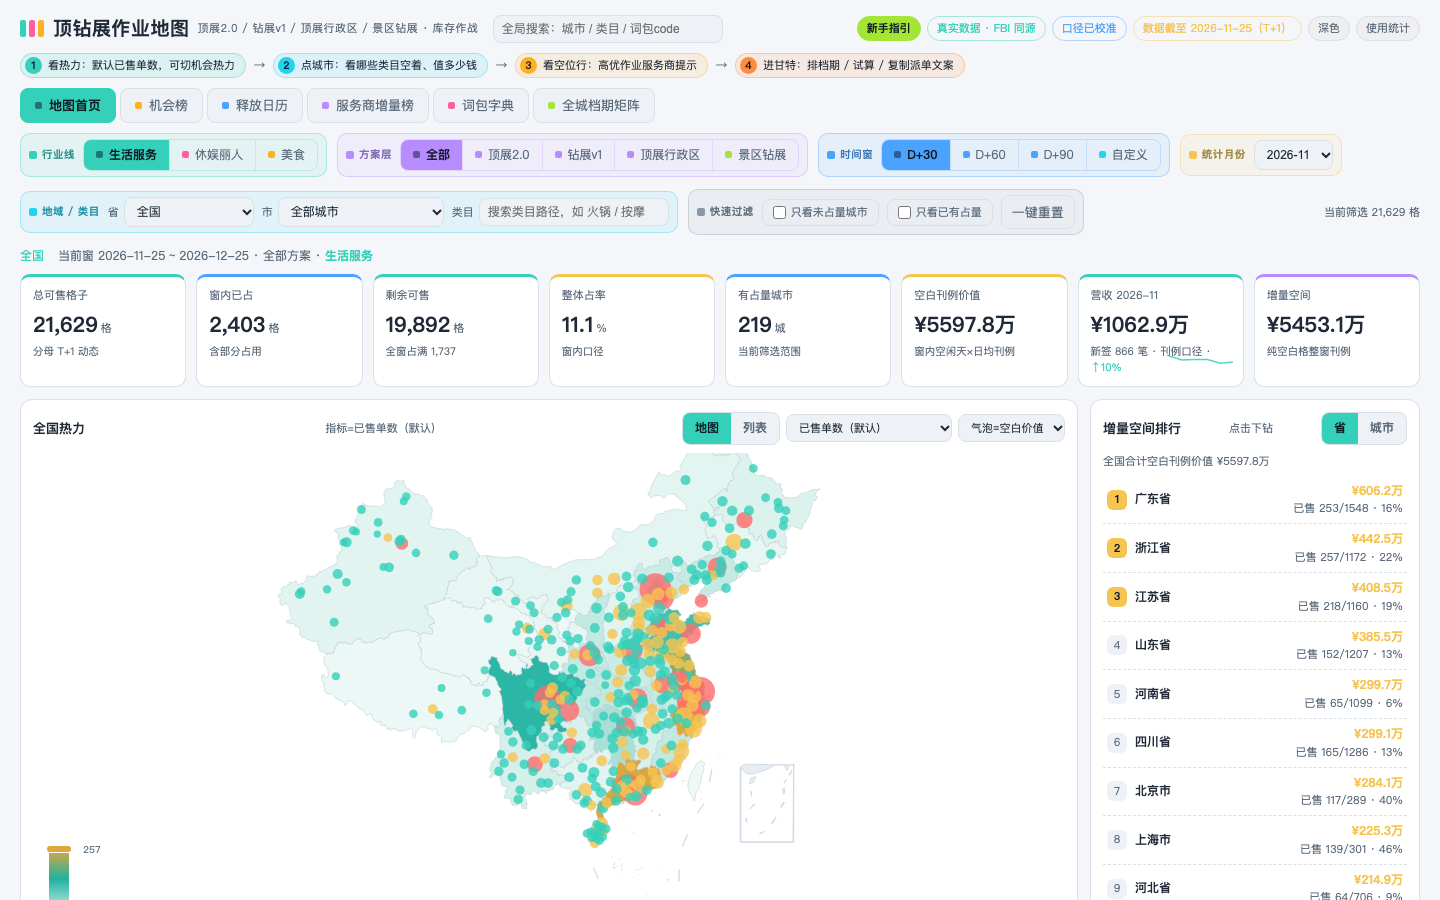 顶钻展作业地图
顶展2.0 / 钻展v1 / 顶展行政区 / 景区钻展 · 库存作战
全局搜索：城市 / 类目 / 词包code
新手指引
真实数据 · FBI 同源
口径已校准
数据截至 2026-11-25（T+1）
深色
使用统计
1 看热力：默认已售单数，可切机会热力
→
2 点城市：看哪些类目空着、值多少钱
→
3 看空位行：高优作业服务商提示
→
4 进甘特：排档期 / 试算 / 复制派单文案
地图首页
机会榜
释放日历
服务商增量榜
词包字典
全城档期矩阵
行业线
生活服务
休娱丽人
美食
方案层
全部
顶展2.0
钻展v1
顶展行政区
景区钻展
时间窗
D+30
D+60
D+90
自定义
统计月份
2026-11
地域 / 类目
省
全国
市
全部城市
类目
搜索类目路径，如 火锅 / 按摩
快速过滤
只看未占量城市
只看已有占量
一键重置
当前筛选 21,629 格
全国
当前窗 2026-11-25 ~ 2026-12-25 · 全部方案 · 生活服务
总可售格子
21,629 格
分母 T+1 动态
窗内已占
2,403 格
含部分占用
剩余可售
19,892 格
全窗占满 1,737
整体占率
11.1 %
窗内口径
有占量城市
219 城
当前筛选范围
空白刊例价值
¥5597.8万
窗内空闲天×日均刊例
营收 2026-11
¥1062.9万
新签 866 笔 · 刊例口径 ·
↑10%
增量空间
¥5453.1万
纯空白格整窗刊例
全国热力
指标=已售单数（默认）
地图
列表
已售单数（默认）
气泡=空白价值
257
增量空间排行
点击下钻
省
城市
全国合计空白刊例价值 ¥5597.8万
1 广东省
¥606.2万
已售 253/1548 · 16%
2 浙江省
¥442.5万
已售 257/1172 · 22%
3 江苏省
¥408.5万
已售 218/1160 · 19%
4 山东省
¥385.5万
已售 152/1207 · 13%
5 河南省
¥299.7万
已售 65/1099 · 6%
6 四川省
¥299.1万
已售 165/1286 · 13%
7 北京市
¥284.1万
已售 117/289 · 40%
8 上海市
¥225.3万
已售 139/301 · 46%
9 河北省
¥214.9万
已售 64/706 · 9%